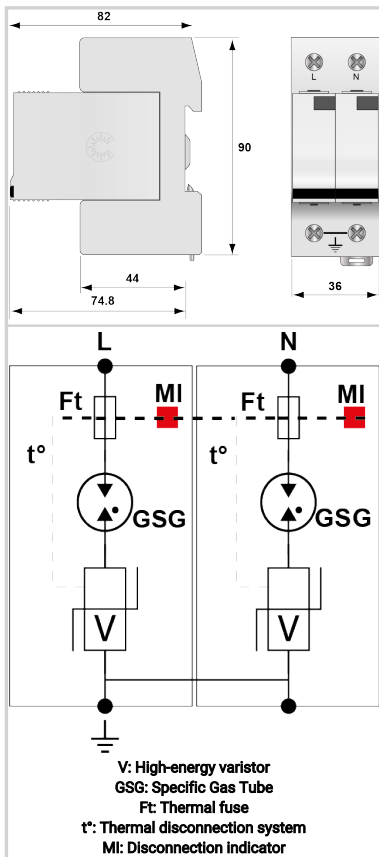 82
L N
90
44
74.8
36
L N
Ft MI Ft MI
t° t°
GSG GSG
V V
V: High-energy varistor
GSG: Specific Gas Tube
Ft: Thermal fuse
t°: Thermal disconnection system
MI: Disconnection indicator